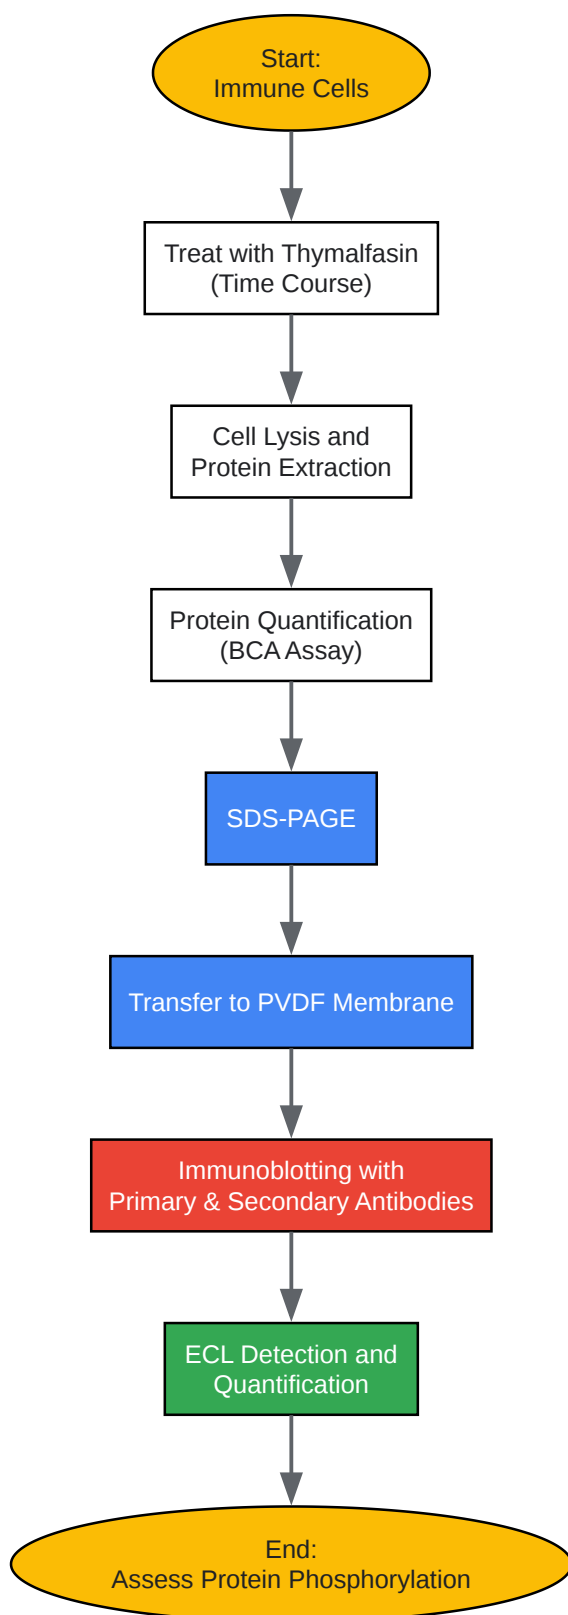 Start:
Immune Cells
Treat with Thymalfasin
(Time Course)
Cell Lysis and
Protein Extraction
Protein Quantification
(BCA Assay)
SDS-PAGE
Transfer to PVDF Membrane
Immunoblotting with
Primary & Secondary Antibodies
ECL Detection and
Quantification
End:
Assess Protein Phosphorylation